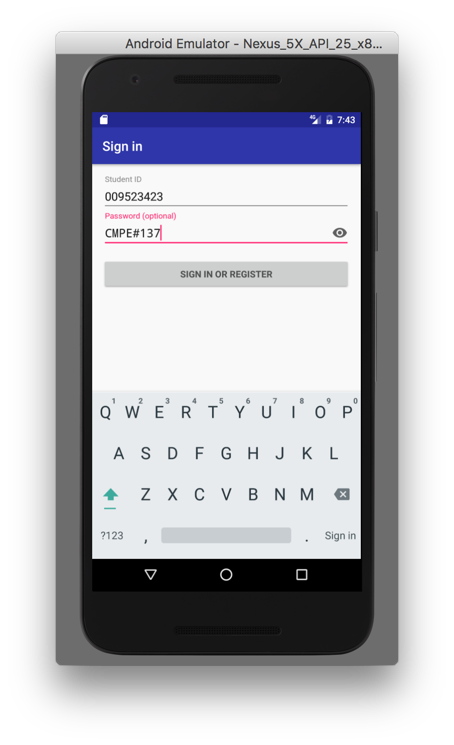 Android Emulator - Nexus_5X_API_25_x8...
4G 7:43
Sign in
Student ID
009523423
Password (optional)
CMPE#137
SIGN IN OR REGISTER
1 2 3 4 5 6 7 8 9 0
Q W E R T Y U I O P
A S D F G H J K L
Z X C V B N M
?123 , . Sign in